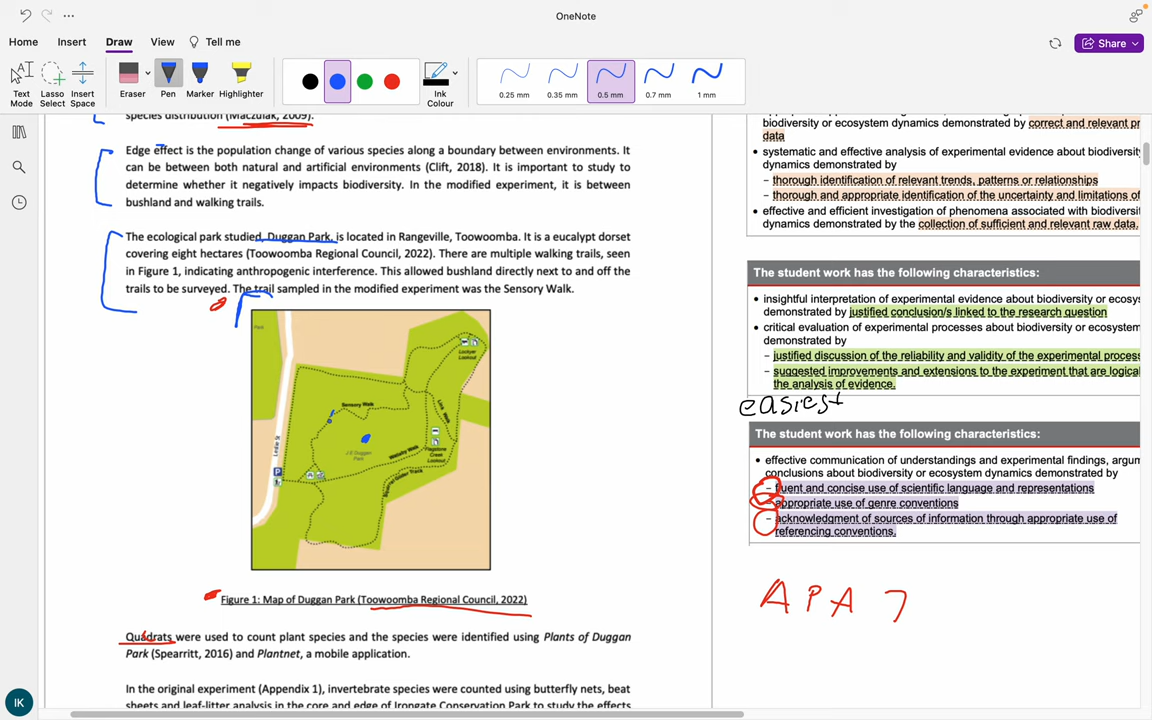 OneNote
Home
Insert
Draw
View
Tell me
Share
Text Mode
Lasso Select
Insert Space
Eraser
Pen
Marker
Highlighter
Ink Colour
0.25 mm
0.35 mm
0.5 mm
0.7 mm
1 mm
species distribution (Maczulak, 2009).
Edge effect is the population change of various species along a boundary between environments. It
can be between both natural and artificial environments (Clift, 2018). It is important to study to
determine whether it negatively impacts biodiversity. In the modified experiment, it is between
bushland and walking trails.
The ecological park studied, Duggan Park, is located in Rangeville, Toowoomba. It is a eucalypt dorset
covering eight hectares (Toowoomba Regional Council, 2022). There are multiple walking trails, seen
in Figure 1, indicating anthropogenic interference. This allowed bushland directly next to and off the
trails to be surveyed. The trail sampled in the modified experiment was the Sensory Walk.
Park
Lockyer Lookout
Sensory Walk
Leslie St
J E Duggan Park
Flagstone Creek Lookout
P
Figure 1: Map of Duggan Park (Toowoomba Regional Council, 2022)
Quadrats were used to count plant species and the species were identified using Plants of Duggan
Park (Spearritt, 2016) and Plantnet, a mobile application.
In the original experiment (Appendix 1), invertebrate species were counted using butterfly nets, beat
sheets and leaf-litter analysis in the core and edge of Irongate Conservation Park to study the effects
biodiversity or ecosystem dynamics demonstrated by correct and relevant pr
data
• systematic and effective analysis of experimental evidence about biodiversity
dynamics demonstrated by
– thorough identification of relevant trends, patterns or relationships
– thorough and appropriate identification of the uncertainty and limitations of
• effective and efficient investigation of phenomena associated with biodivers
dynamics demonstrated by the collection of sufficient and relevant raw data.
The student work has the following characteristics:
• insightful interpretation of experimental evidence about biodiversity or ecosys
demonstrated by justified conclusion/s linked to the research question
• critical evaluation of experimental processes about biodiversity or ecosystem
demonstrated by
– justified discussion of the reliability and validity of the experimental process
– suggested improvements and extensions to the experiment that are logical
the analysis of evidence.
easiest
The student work has the following characteristics:
• effective communication of understandings and experimental findings, argum
conclusions about biodiversity or ecosystem dynamics demonstrated by
– fluent and concise use of scientific language and representations
– appropriate use of genre conventions
– acknowledgment of sources of information through appropriate use of
referencing conventions.
APA 7
IK